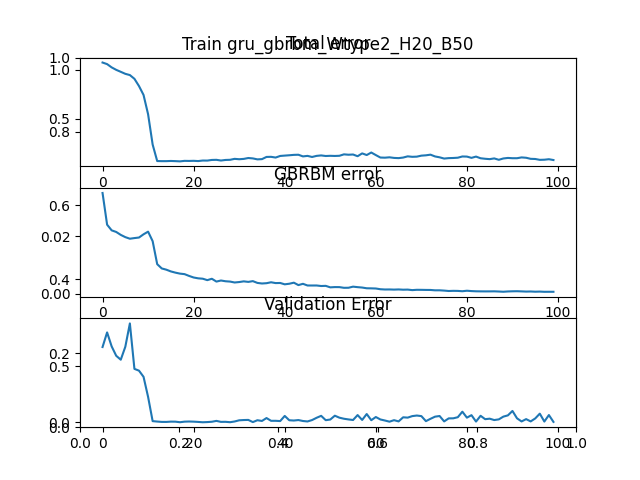 Train gru_gbrbm_Wtype2_H20_B50
Total error
1.0
1.0
0.5
0.8
0 20 40 60 80 100
GBRBM error
0.6
0.02
0.4
0.00
0 20 40 60 80 100
Validation Error
0.2
0.5
0.0
0.0
0 20 40 60 80 100
0.0 0.2 0.4 0.6 0.8 1.0